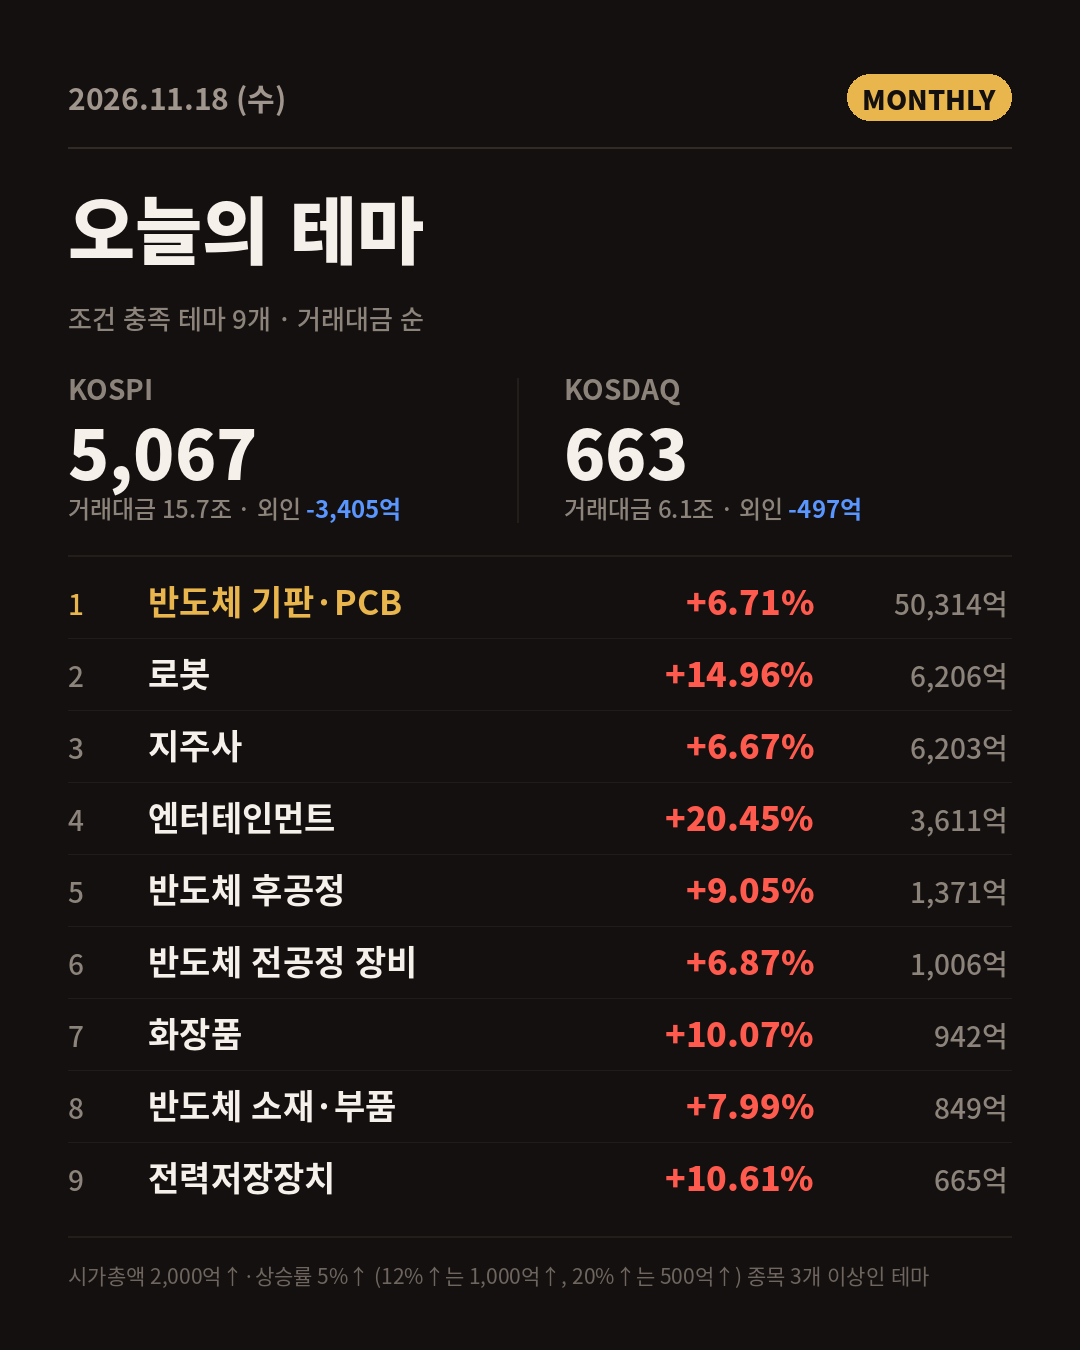 2026.11.18 (수) MONTHLY
오늘의 테마
조건 충족 테마 9개 · 거래대금 순
KOSPI KOSDAQ
5,067 663
거래대금 15.7조 · 외인 -3,405억 거래대금 6.1조 · 외인 -497억
1 반도체 기판·PCB +6.71% 50,314억
2 로봇 +14.96% 6,206억
3 지주사 +6.67% 6,203억
4 엔터테인먼트 +20.45% 3,611억
5 반도체 후공정 +9.05% 1,371억
6 반도체 전공정 장비 +6.87% 1,006억
7 화장품 +10.07% 942억
8 반도체 소재·부품 +7.99% 849억
9 전력저장장치 +10.61% 665억
시가총액 2,000억↑·상승률 5%↑ (12%↑는 1,000억↑, 20%↑는 500억↑) 종목 3개 이상인 테마